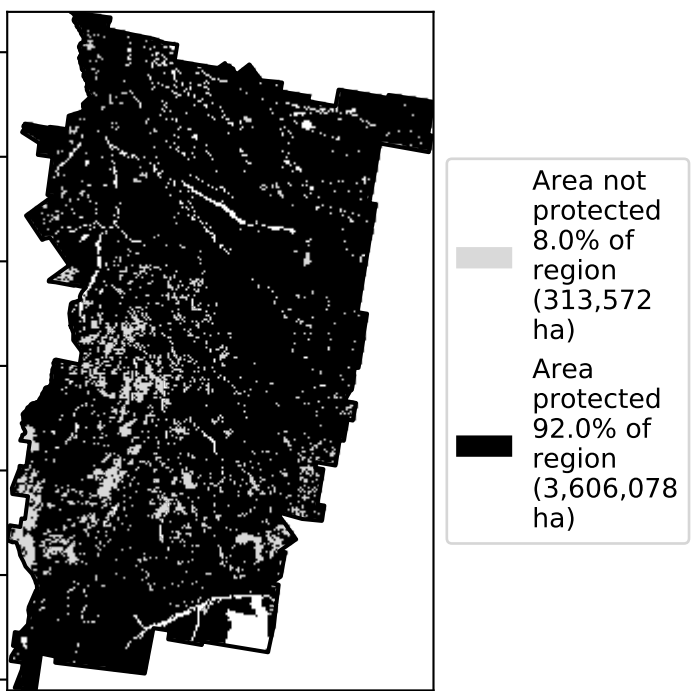 Area not
protected
8.0% of
region
(313,572
ha)
Area
protected
92.0% of
region
(3,606,078
ha)